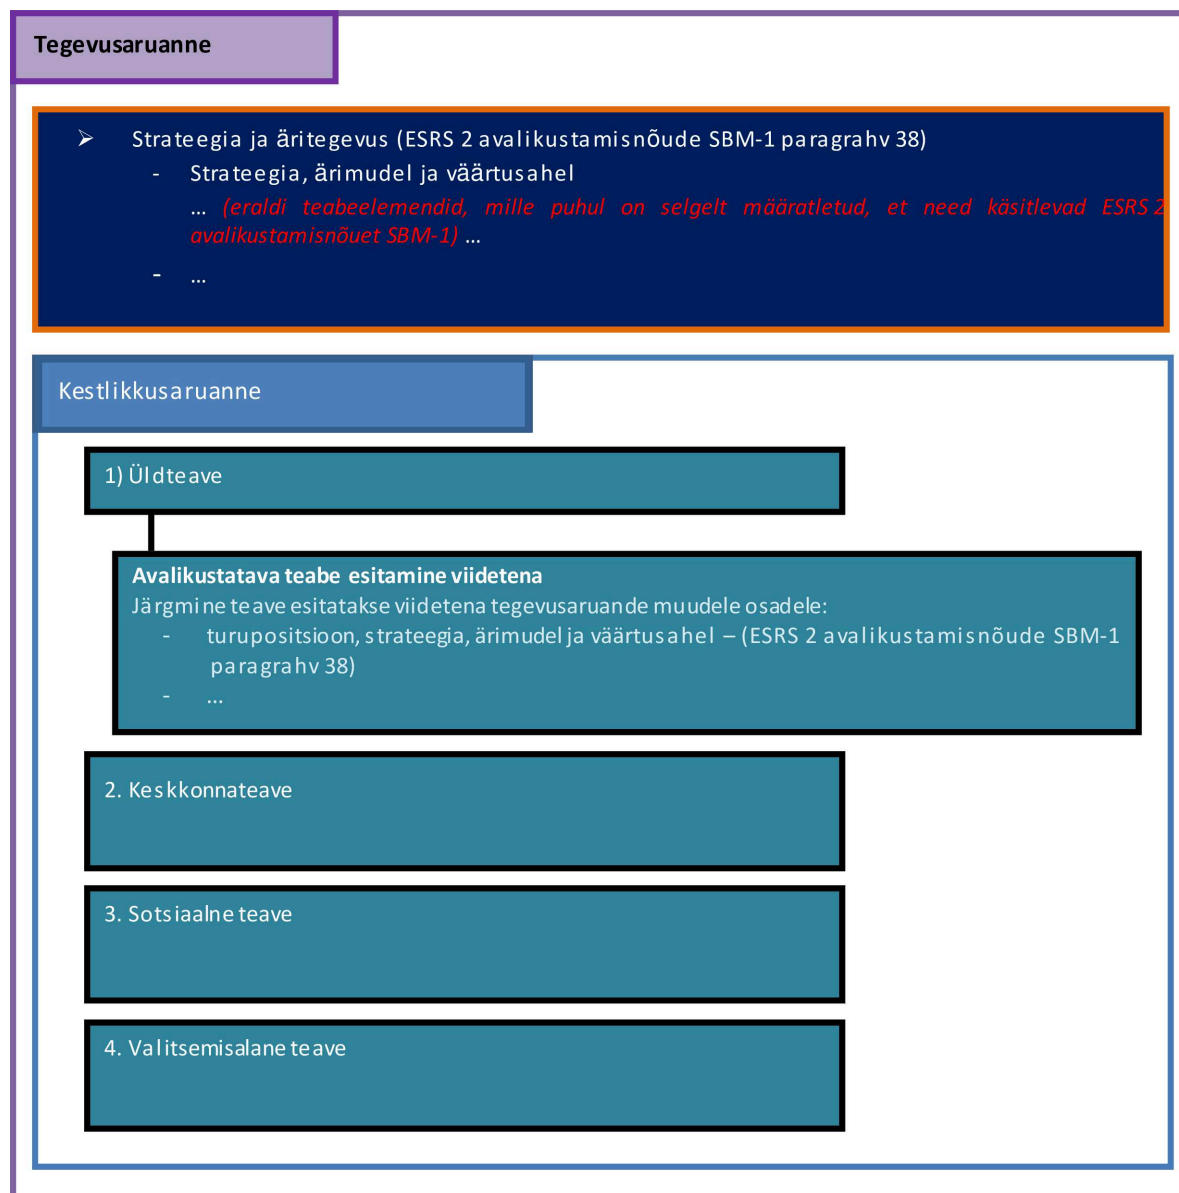 Tegevusaruanne
➢ Strateegia ja äritegevus (ESRS 2 avalikustamisnõude SBM-1 paragrahv 38)
- Strateegia, ärimudel ja väärtusahel
... (eraldi teabeelemendid, mille puhul on selgelt määratletud, et need käsitlevad ESRS 2
avalikustamisnõuet SBM-1) ...
- ...
Kestlikkusaruanne
1) Üldteave
Avalikustatava teabe esitamine viidetena
Järgmine teave esitatakse viidetena tegevusaruande muudele osadele:
- turupositsioon, strateegia, ärimudel ja väärtusahel – (ESRS 2 avalikustamisnõude SBM-1
paragrahv 38)
- ...
2. Keskkonnateave
3. Sotsiaalne teave
4. Valitsemisalane teave